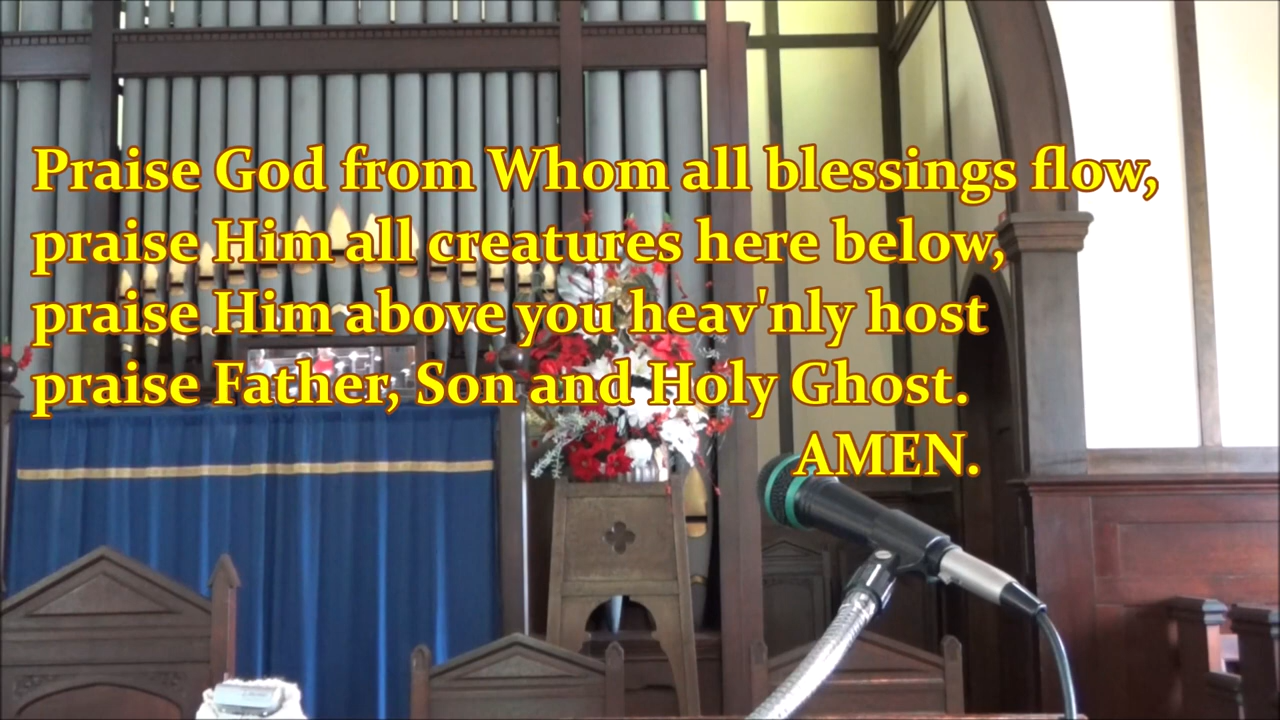 Praise God from Whom all blessings flow,
praise Him all creatures here below,
praise Him above you heav'nly host
praise Father, Son and Holy Ghost.
AMEN.